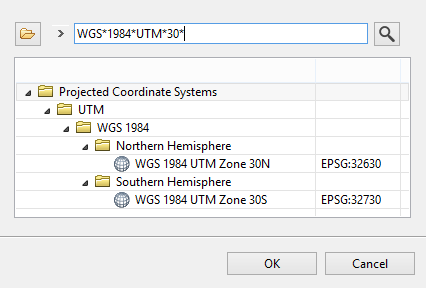 WGS*1984*UTM*30*
Projected Coordinate Systems
UTM
WGS 1984
Northern Hemisphere
WGS 1984 UTM Zone 30N EPSG:32630
Southern Hemisphere
WGS 1984 UTM Zone 30S EPSG:32730
OK Cancel